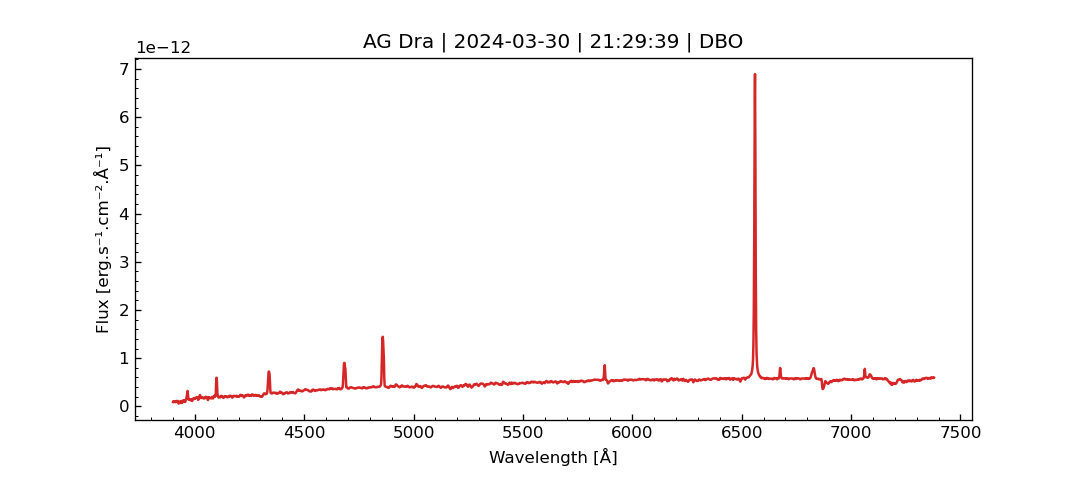 AG Dra | 2024-03-30 | 21:29:39 | DBO
1e−12
7
6
5
4
3
2
1
0
Flux [erg.s⁻¹.cm⁻².Å⁻¹]
4000 4500 5000 5500 6000 6500 7000 7500
Wavelength [Å]